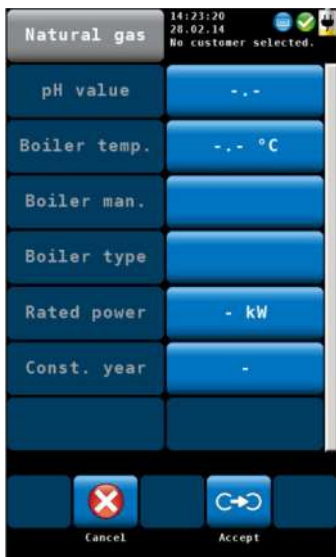 Natural gas
14:23:20
28.02.14
No customer selected.
pH value
-.-
Boiler temp.
-.- °C
Boiler man.
Boiler type
Rated power
- kW
Const. year
-
Cancel
Accept